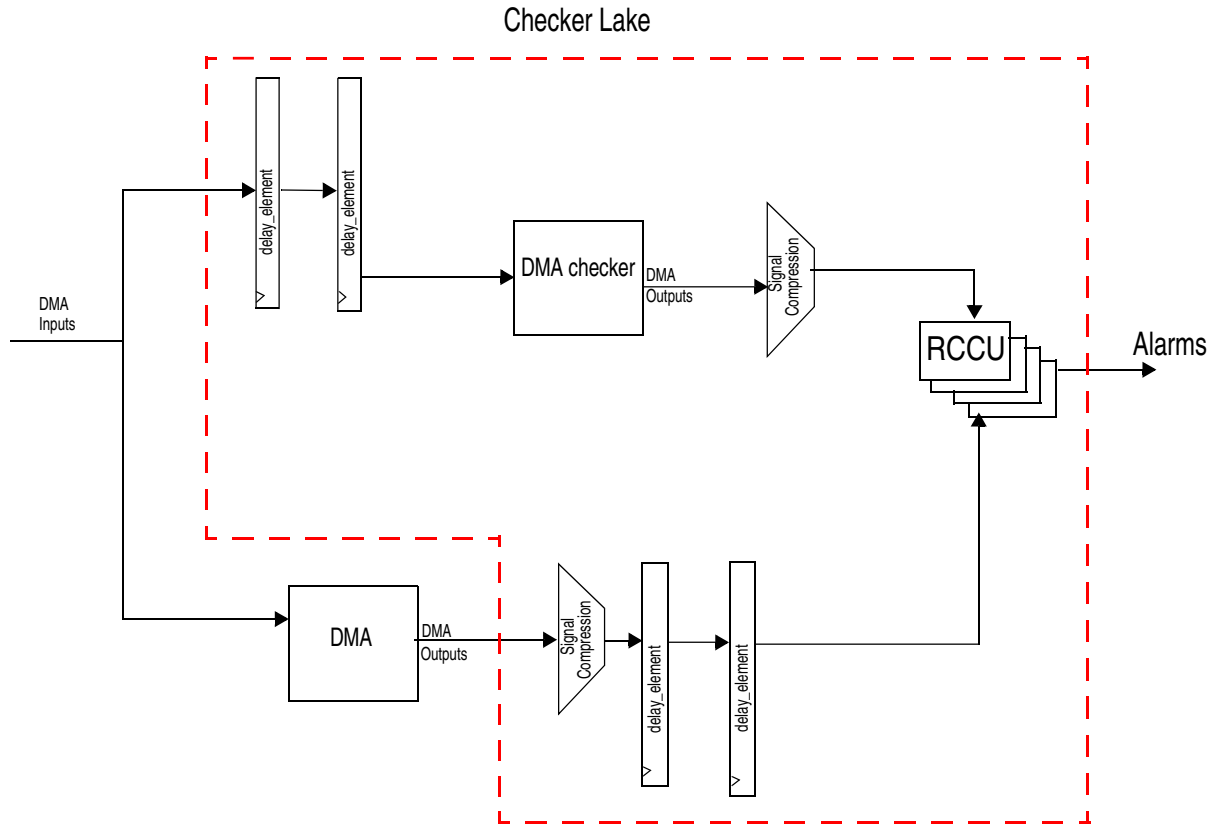 Checker Lake
delay_element
delay_element
DMA checker
DMA
Outputs
Signal
Compression
DMA
Inputs
RCCU
Alarms
DMA
DMA
Outputs
Signal
Compression
delay_element
delay_element